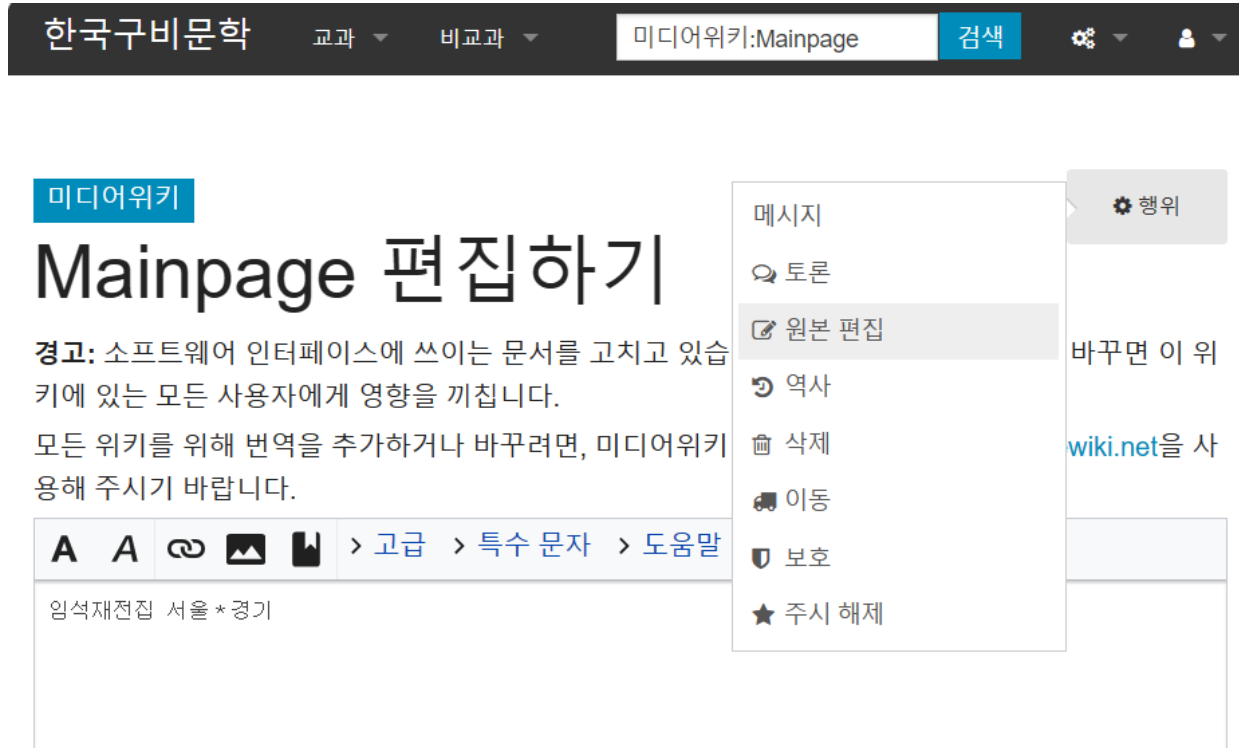 한국구비문학 교과 비교과 미디어위키:Mainpage 검색
미디어위키
Mainpage 편집하기
행위
메시지
토론
원본 편집
역사
삭제
이동
보호
주시 해제
경고: 소프트웨어 인터페이스에 쓰이는 문서를 고치고 있습 바꾸면 이 위
키에 있는 모든 사용자에게 영향을 끼칩니다.
모든 위키를 위해 번역을 추가하거나 바꾸려면, 미디어위키 wiki.net을 사
용해 주시기 바랍니다.
A A 고급 특수 문자 도움말
임석재전집 서울*경기